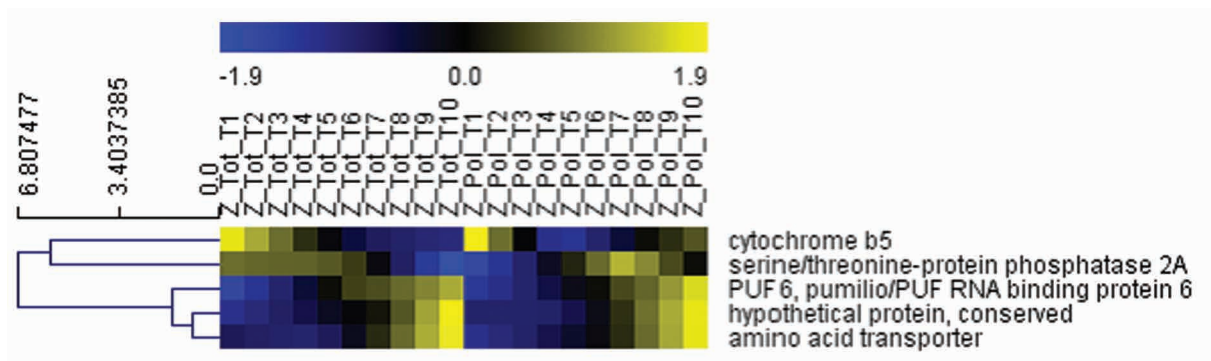 -1.9 0.0 1.9
6.807477
3.4037385
0.0
Z_Tot_T1
Z_Tot_T2
Z_Tot_T3
Z_Tot_T4
Z_Tot_T5
Z_Tot_T6
Z_Tot_T7
Z_Tot_T8
Z_Tot_T9
Z_Tot_T10
Z_Pol_T1
Z_Pol_T2
Z_Pol_T3
Z_Pol_T4
Z_Pol_T5
Z_Pol_T6
Z_Pol_T7
Z_Pol_T8
Z_Pol_T9
Z_Pol_T10
cytochrome b5
serine/threonine-protein phosphatase 2A
PUF6, pumilio/PUF RNA binding protein 6
hypothetical protein, conserved
amino acid transporter